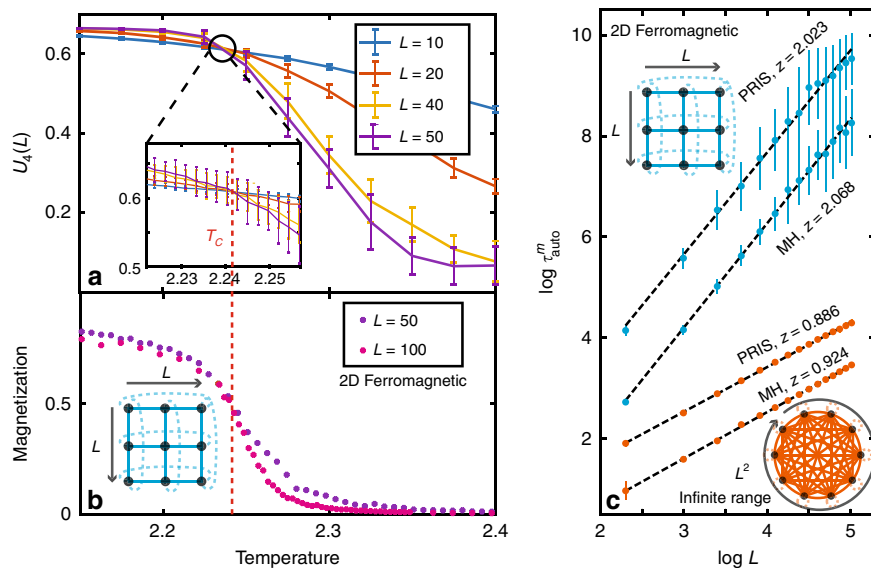 0.6
0.4
0.2
U₄(L)
L = 10
L = 20
L = 40
L = 50
0.6
0.5
T_C
2.23
2.24
2.25
a
1
0.5
0
Magnetization
L = 50
L = 100
2D Ferromagnetic
L
L
b
2.2
2.3
2.4
Temperature
10
8
6
4
2
log τᵐ_auto
2D Ferromagnetic
L
L
PRIS, z = 2.023
MH, z = 2.068
PRIS, z = 0.886
MH, z = 0.924
L²
Infinite range
c
2
3
4
5
log L